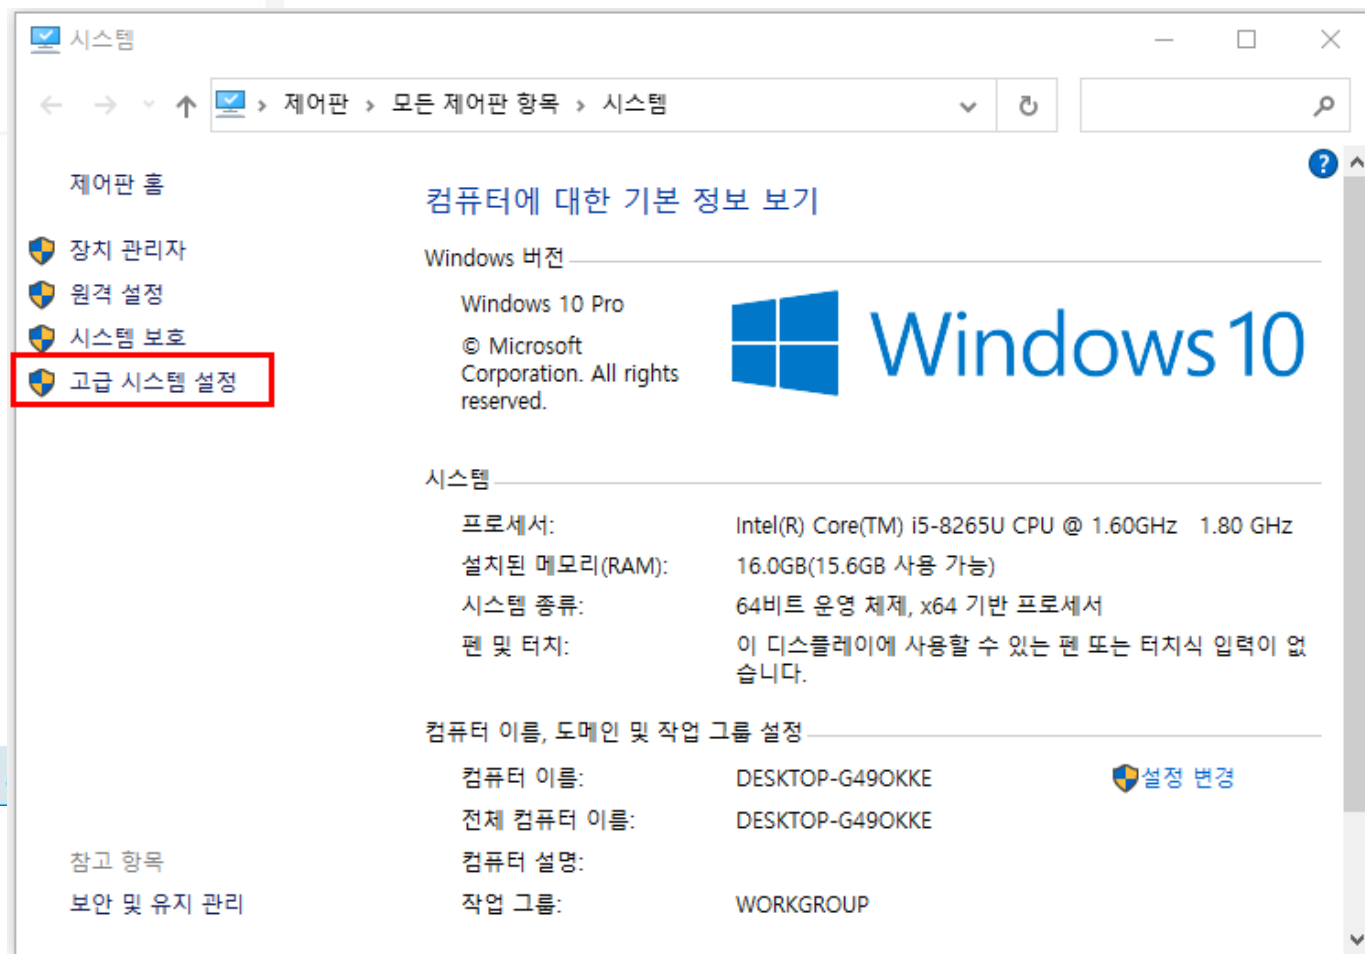 시스템
제어판 > 모든 제어판 항목 > 시스템
제어판 홈
장치 관리자
원격 설정
시스템 보호
고급 시스템 설정
참고 항목
보안 및 유지 관리
컴퓨터에 대한 기본 정보 보기
Windows 버전
Windows 10 Pro
© Microsoft
Corporation. All rights
reserved.
Windows 10
시스템
프로세서: Intel(R) Core(TM) i5-8265U CPU @ 1.60GHz 1.80 GHz
설치된 메모리(RAM): 16.0GB(15.6GB 사용 가능)
시스템 종류: 64비트 운영 체제, x64 기반 프로세서
펜 및 터치: 이 디스플레이에 사용할 수 있는 펜 또는 터치식 입력이 없
습니다.
컴퓨터 이름, 도메인 및 작업 그룹 설정
컴퓨터 이름: DESKTOP-G49OKKE 설정 변경
전체 컴퓨터 이름: DESKTOP-G49OKKE
컴퓨터 설명:
작업 그룹: WORKGROUP